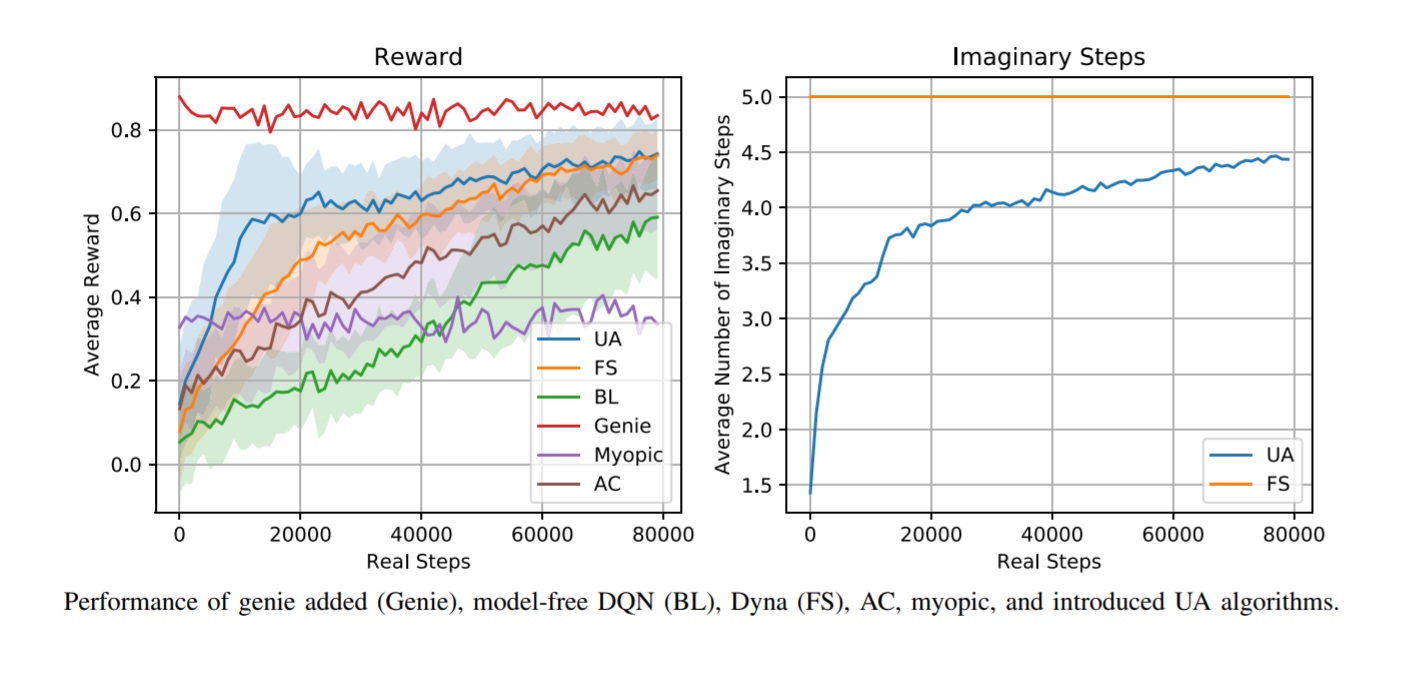 Reward
Average Reward
0.8
0.6
0.4
0.2
0.0
0 20000 40000 60000 80000
Real Steps
UA
FS
BL
Genie
Myopic
AC
Imaginary Steps
Average Number of Imaginary Steps
5.0
4.5
4.0
3.5
3.0
2.5
2.0
1.5
0 20000 40000 60000 80000
Real Steps
UA
FS
Performance of genie added (Genie), model-free DQN (BL), Dyna (FS), AC, myopic, and introduced UA algorithms.